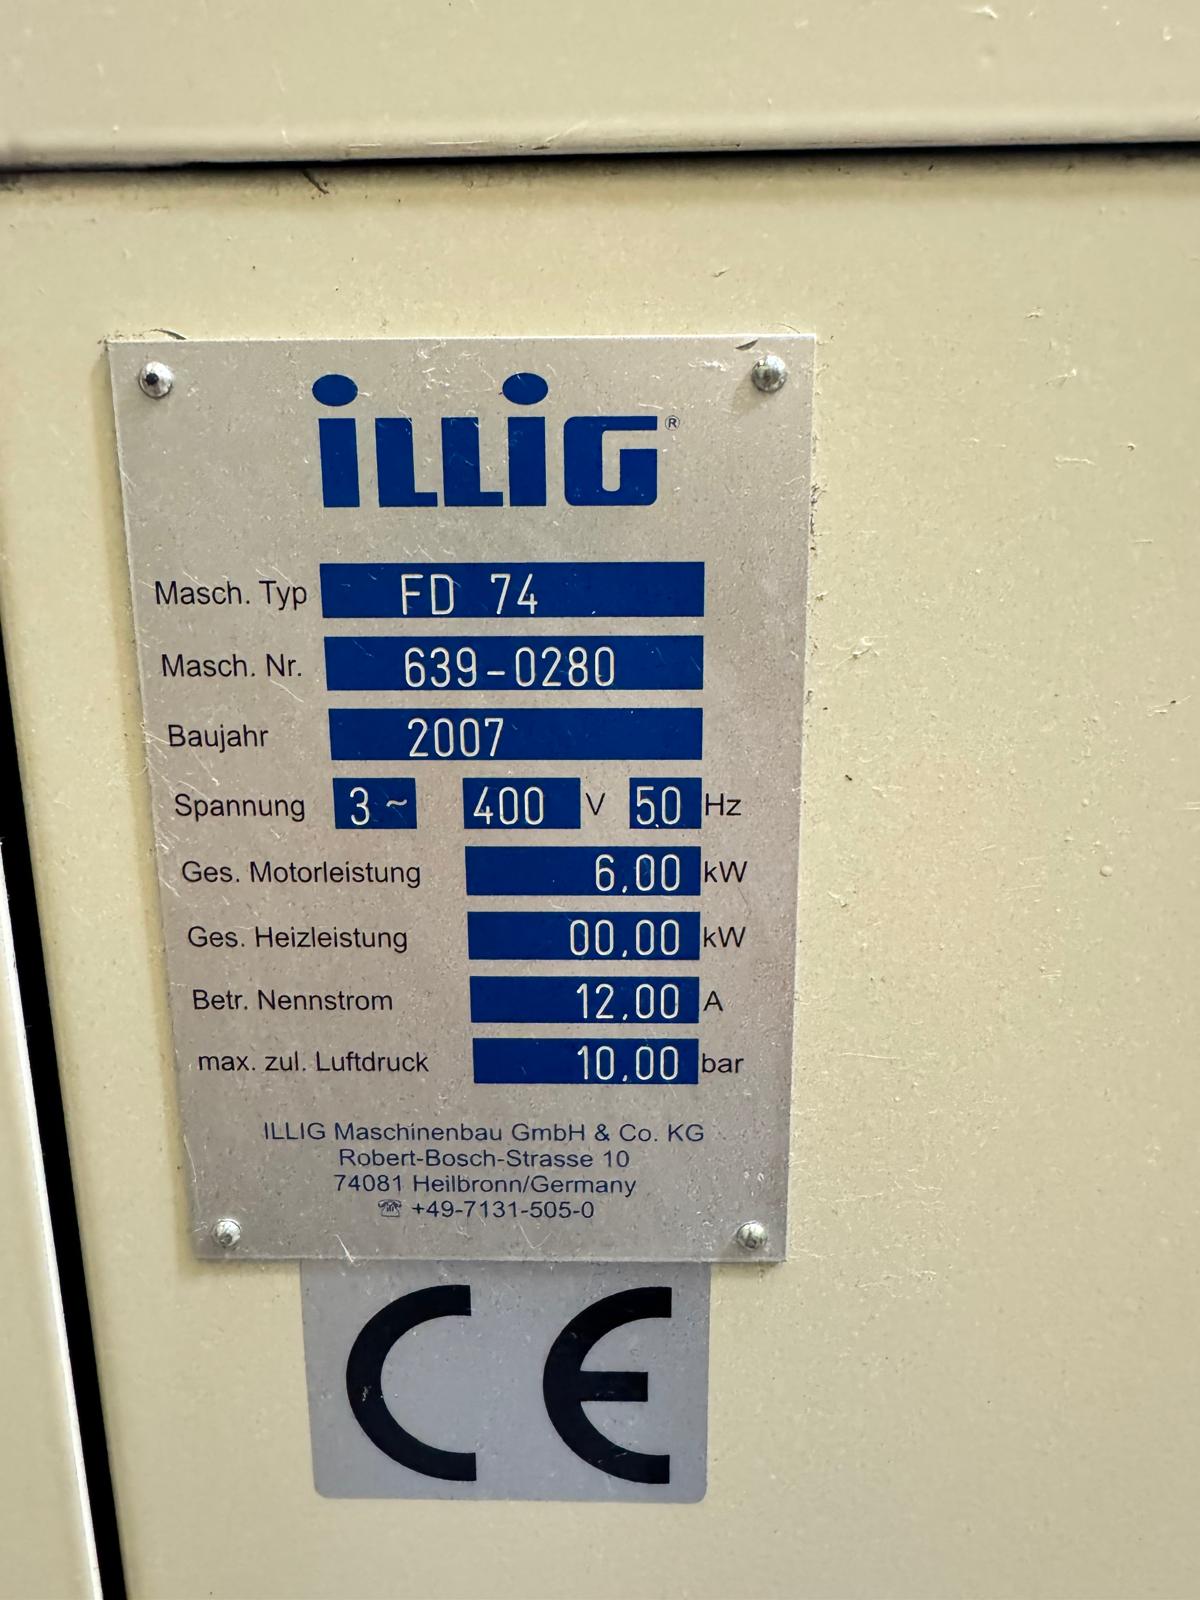 iLLiG®
Masch. Typ FD 74
Masch. Nr. 639-0280
Baujahr 2007
Spannung 3~ 400 V 50 Hz
Ges. Motorleistung 6,00 kW
Ges. Heizleistung 00,00 kW
Betr. Nennstrom 12,00 A
max. zul. Luftdruck 10,00 bar
ILLIG Maschinenbau GmbH & Co. KG
Robert-Bosch-Strasse 10
74081 Heilbronn/Germany
☎ +49-7131-505-0
CE